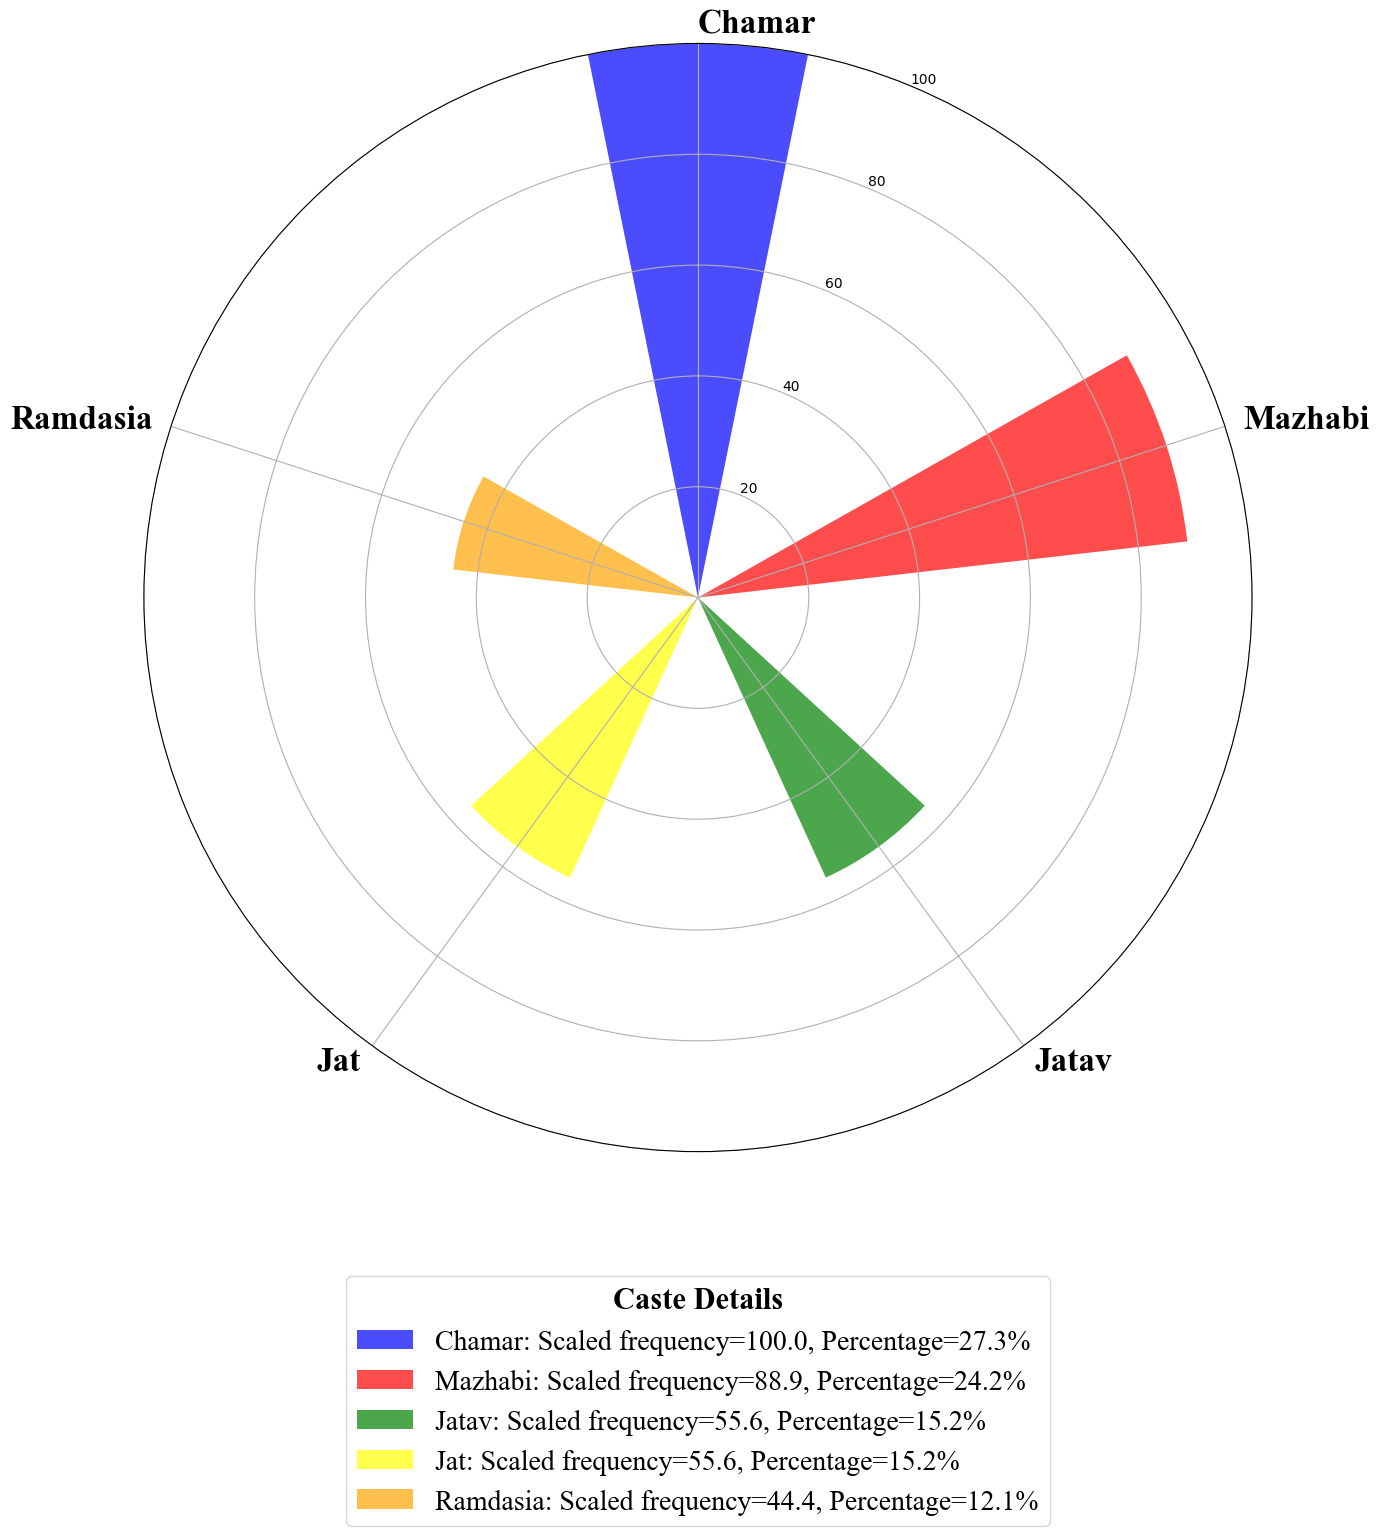 Chamar
100
80
60
40
20
Ramdasia
Mazhabi
Jat
Jatav
Caste Details
Chamar: Scaled frequency=100.0, Percentage=27.3%
Mazhabi: Scaled frequency=88.9, Percentage=24.2%
Jatav: Scaled frequency=55.6, Percentage=15.2%
Jat: Scaled frequency=55.6, Percentage=15.2%
Ramdasia: Scaled frequency=44.4, Percentage=12.1%